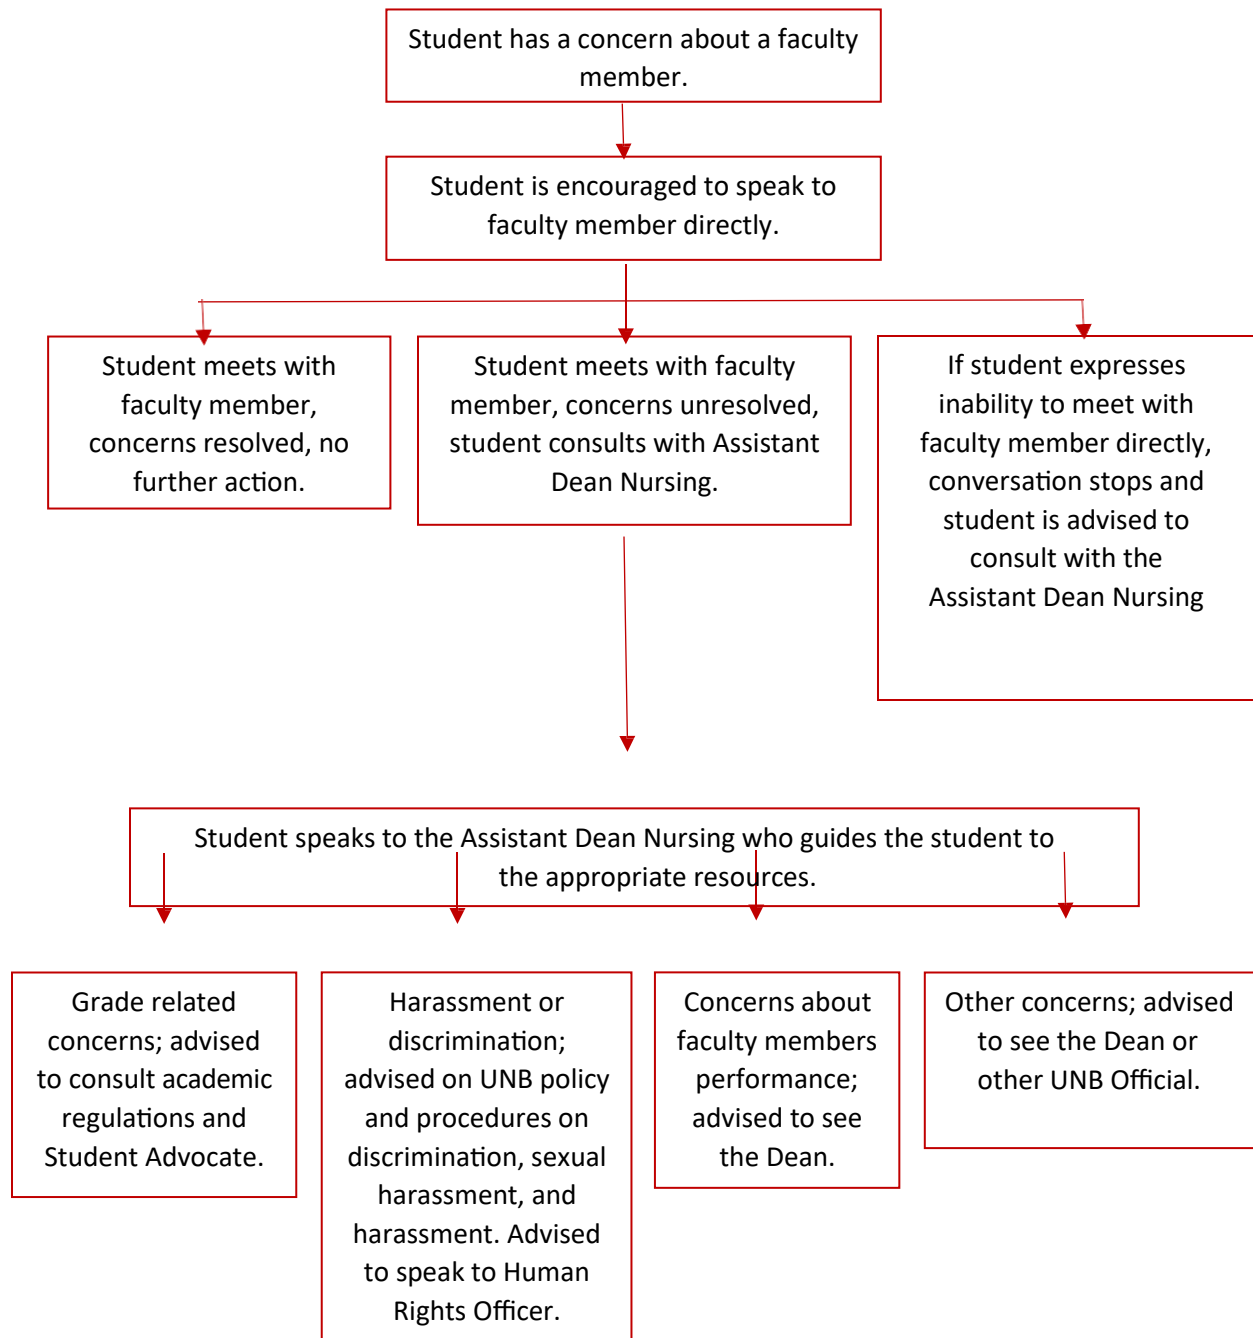 Student has a concern about a faculty
member.
Student is encouraged to speak to
faculty member directly.
Student meets with
faculty member,
concerns resolved, no
further action.
Student meets with faculty
member, concerns unresolved,
student consults with Assistant
Dean Nursing.
If student expresses
inability to meet with
faculty member directly,
conversation stops and
student is advised to
consult with the
Assistant Dean Nursing
Student speaks to the Assistant Dean Nursing who guides the student to
the appropriate resources.
Grade related
concerns; advised
to consult academic
regulations and
Student Advocate.
Harassment or
discrimination;
advised on UNB policy
and procedures on
discrimination, sexual
harassment, and
harassment. Advised
to speak to Human
Rights Officer.
Concerns about
faculty members
performance;
advised to see
the Dean.
Other concerns; advised
to see the Dean or
other UNB Official.